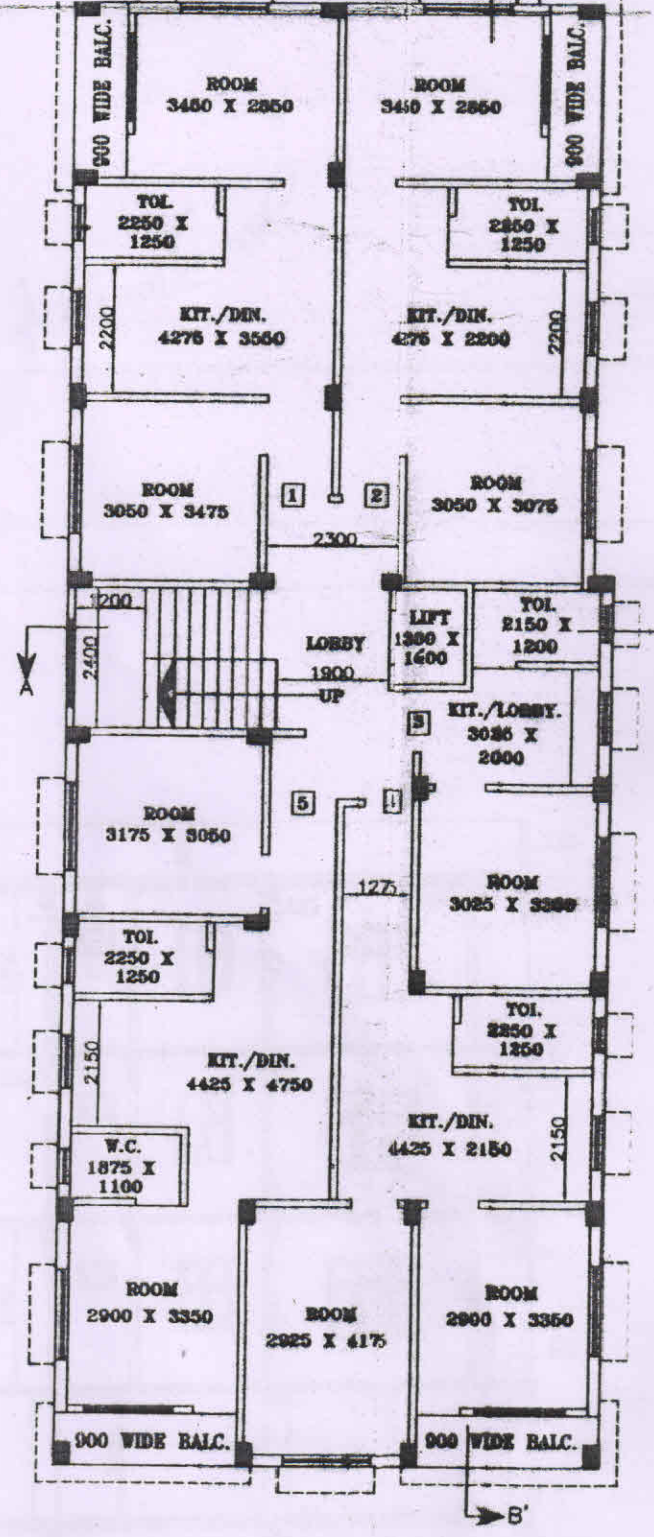 900 WIDE BALC.
ROOM
3450 X 2850
ROOM
3450 X 2850
900 WIDE BALC.
TOI.
2250 X
1250
TOI.
2250 X
1250
KIT./DIN.
4275 X 3550
2200
KIT./DIN.
4275 X 2200
2200
ROOM
3050 X 3475
1
2
ROOM
3050 X 3075
2300
1200
2400
A
LOBBY
1900
UP
LIFT
1300 X
1600
TOI.
2150 X
1200
3
KIT./LOBBY.
2000
ROOM
3175 X 3050
5
1275
ROOM
TOI.
2250 X
1250
2150
KIT./DIN.
4425 X 4750
TOI.
2250 X
1250
KIT./DIN.
4425 X 2150
2150
W.C.
1875 X
1100
ROOM
2900 X 3350
ROOM
2925 X 4175
ROOM
2900 X 3350
900 WIDE BALC.
900 WIDE BALC.
B'